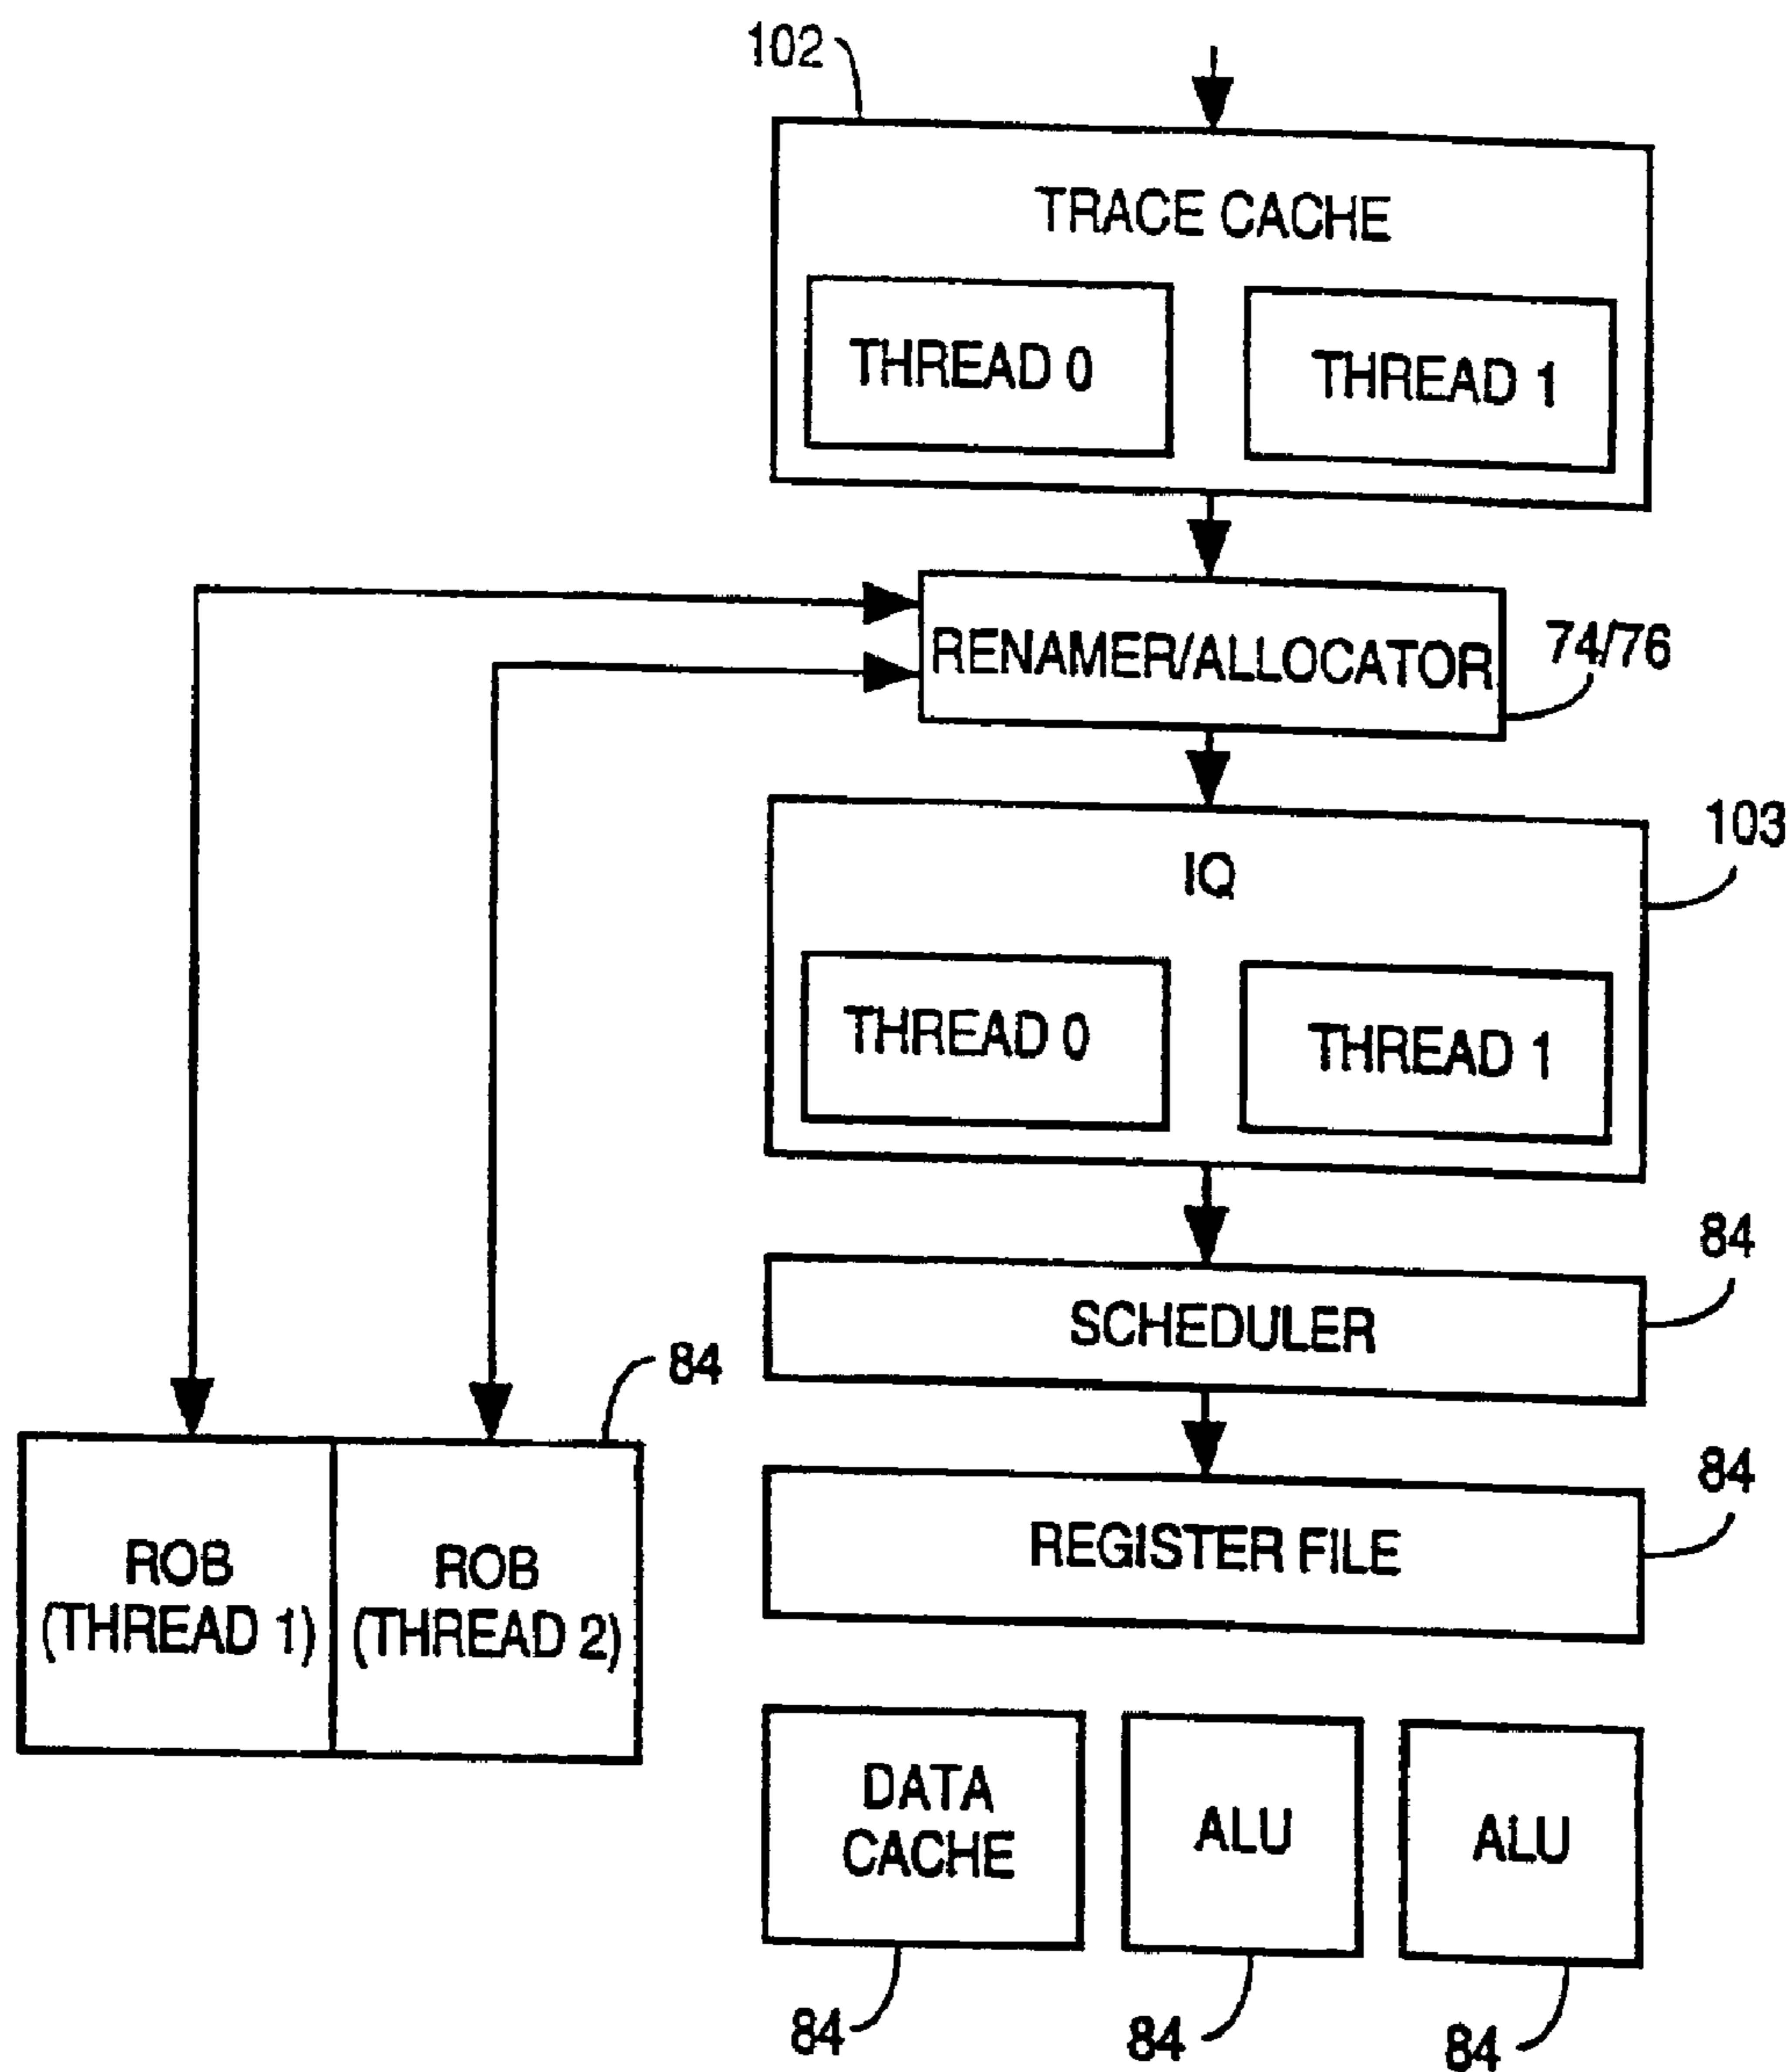 102
TRACE CACHE
THREAD 0
THREAD 1
RENAMER/ALLOCATOR
74/76
103
IQ
THREAD 0
THREAD 1
84
SCHEDULER
84
84
REGISTER FILE
ROB
(THREAD 1)
ROB
(THREAD 2)
DATA
CACHE
ALU
ALU
84
84
84